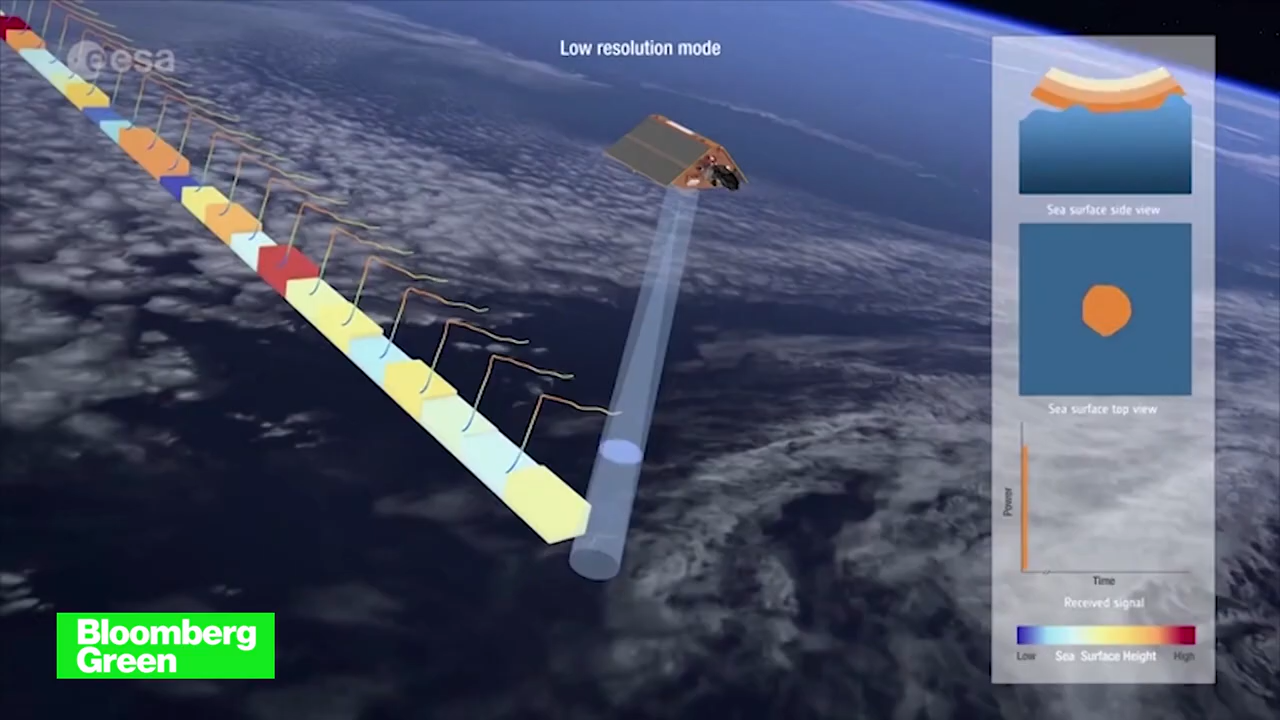 esa
Low resolution mode
Sea surface side view
Sea surface top view
Power
Time
Received signal
Low Sea Surface Height High
Bloomberg
Green